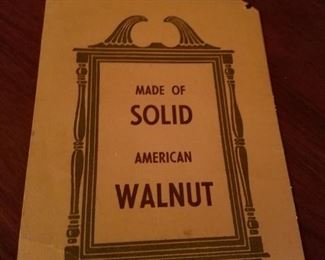 MADE OF
SOLID
AMERICAN
WALNUT